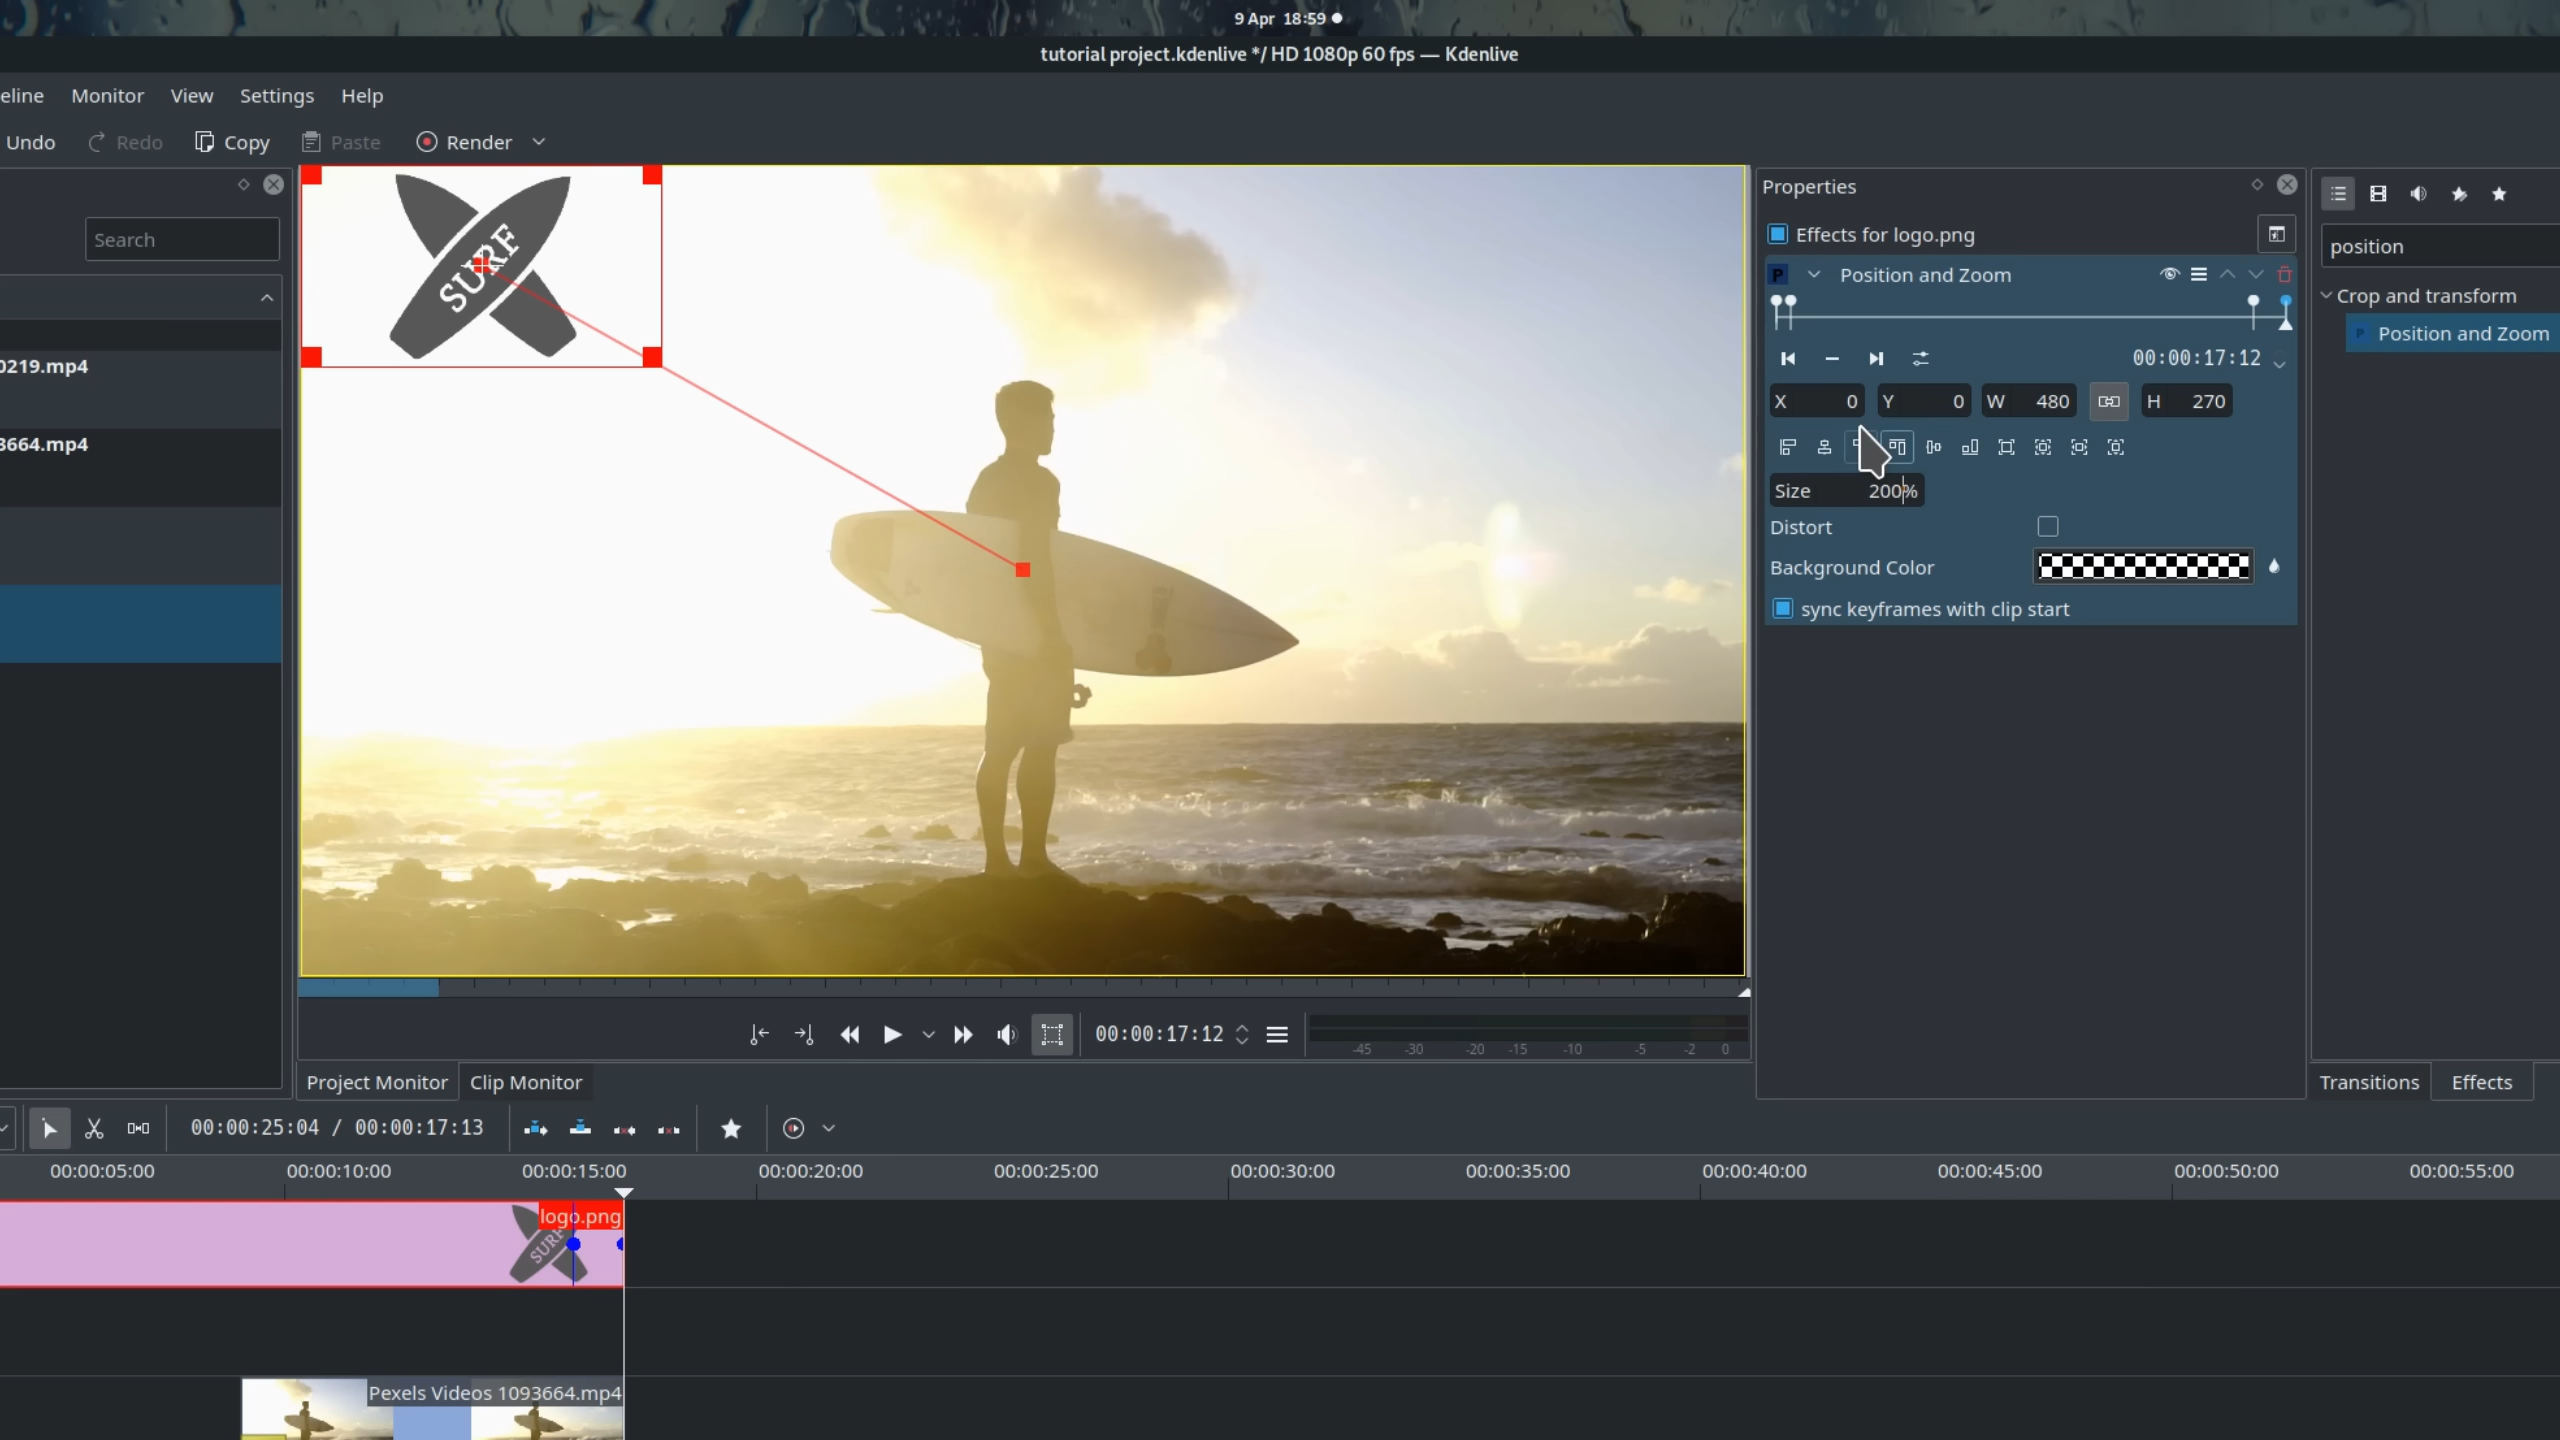 9 Apr 18:59
tutorial project.kdenlive */ HD 1080p 60 fps — Kdenlive
eline Monitor View Settings Help
Undo Redo Copy Paste Render
Search
0219.mp4
3664.mp4
SURF
Properties
Effects for logo.png
Position and Zoom
00:00:17:12
X 0 Y 0 W 480 H 270
Size 200%
Distort
Background Color
sync keyframes with clip start
position
Crop and transform
P Position and Zoom
00:00:17:12
-45 -30 -20 -15 -10 -5 -2 0
Project Monitor Clip Monitor
Transitions Effects
00:00:25:04 / 00:00:17:13
00:00:05:00 00:00:10:00 00:00:15:00 00:00:20:00 00:00:25:00 00:00:30:00 00:00:35:00 00:00:40:00 00:00:45:00 00:00:50:00 00:00:55:00
logo.png
SURF
Pexels Videos 1093664.mp4